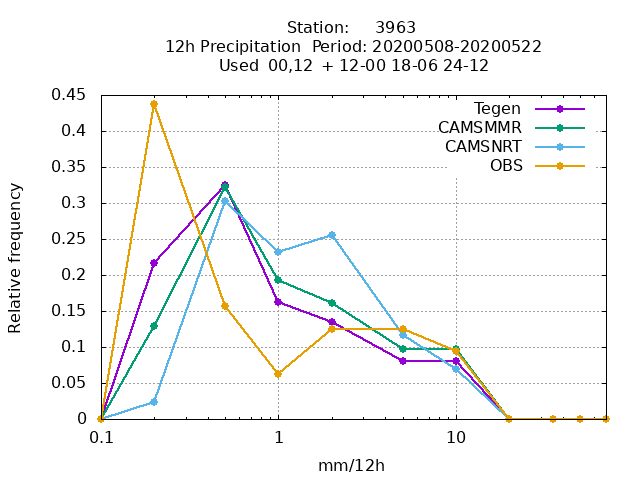 Station: 3963
12h Precipitation Period: 20200508-20200522
Used 00,12 + 12-00 18-06 24-12
Relative frequency
0.45
0.4
0.35
0.3
0.25
0.2
0.15
0.1
0.05
0
Tegen
CAMSMMR
CAMSNRT
OBS
0.1 1 10
mm/12h